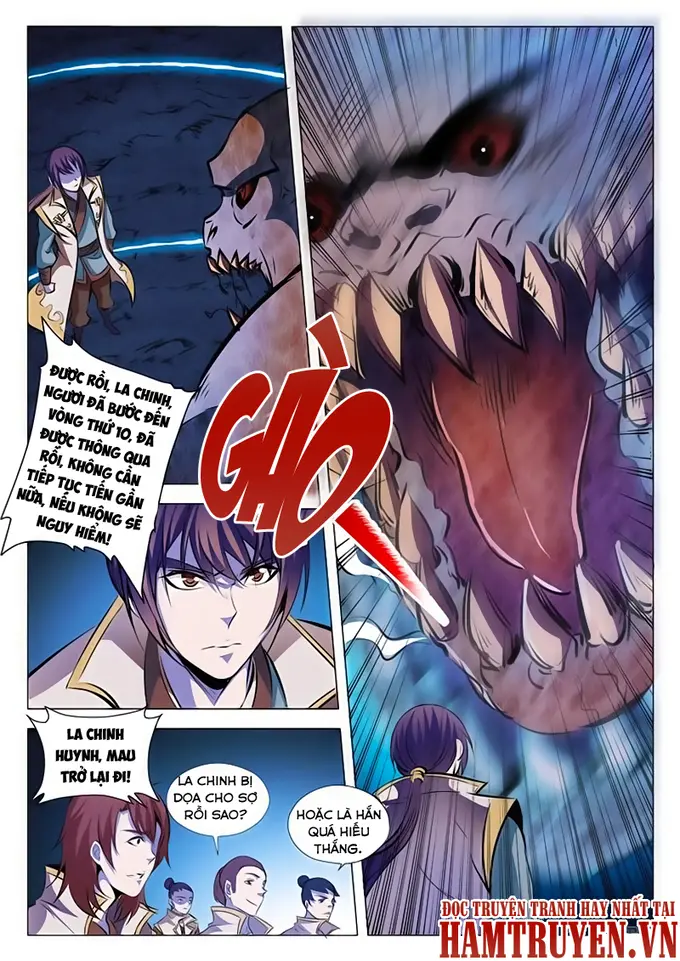 ĐƯỢC RỒI, LA CHINH,
NGƯƠI ĐÃ BƯỚC ĐẾN
VÒNG THỨ 10, ĐÃ
ĐƯỢC THÔNG QUA
RỒI, KHÔNG CẦN
TIẾP TỤC TIẾN GẦN
NỮA, NẾU KHÔNG SẼ
NGUY HIỂM!
GÀO
LA CHINH
HUYNH, MAU
TRỞ LẠI ĐI!
LA CHINH BỊ
DỌA CHO SỢ
RỒI SAO?
HOẶC LÀ HẮN
QUÁ HIẾU
THẮNG.
ĐỌC TRUYỆN TRANH HAY NHẤT TẠI
HAMTRUYEN.VN